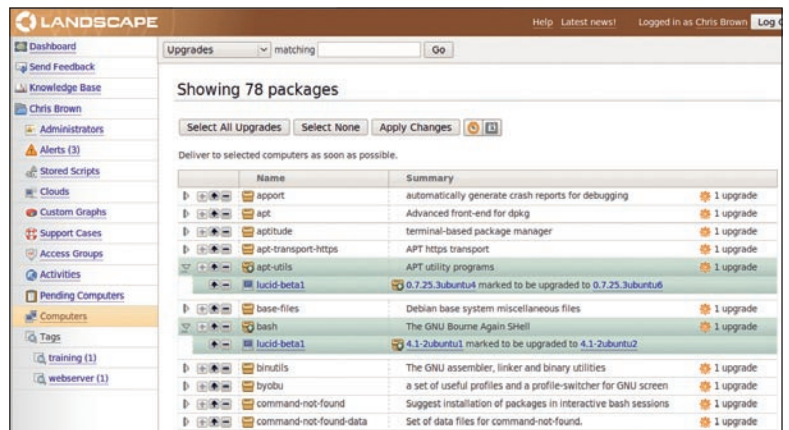 LANDSCAPE
Help Latest news! Logged in as Chris Brown Log
Dashboard
Send Feedback
Knowledge Base
Chris Brown
Administrators
Alerts (3)
Stored Scripts
Clouds
Custom Graphs
Support Cases
Access Groups
Activities
Pending Computers
Computers
Tags
training (1)
webserver (1)
Upgrades matching Go
Showing 78 packages
Select All Upgrades Select None Apply Changes
Deliver to selected computers as soon as possible.
Name Summary
apport automatically generate crash reports for debugging 1 upgrade
apt Advanced front-end for dpkg 1 upgrade
aptitude terminal-based package manager 1 upgrade
apt-transport-https APT https transport 1 upgrade
apt-utils APT utility programs 1 upgrade
lucid-beta1 0.7.25.3ubuntu4 marked to be upgraded to 0.7.25.3ubuntu6
base-files Debian base system miscellaneous files 1 upgrade
bash The GNU Bourne Again SHell 1 upgrade
lucid-beta1 4.1-2ubuntu1 marked to be upgraded to 4.1-2ubuntu2
binutils The GNU assembler, linker and binary utilities 1 upgrade
byobu a set of useful profiles and a profile-switcher for GNU screen 1 upgrade
command-not-found Suggest installation of packages in interactive bash sessions 1 upgrade
command-not-found-data Set of data files for command-not-found. 1 upgrade